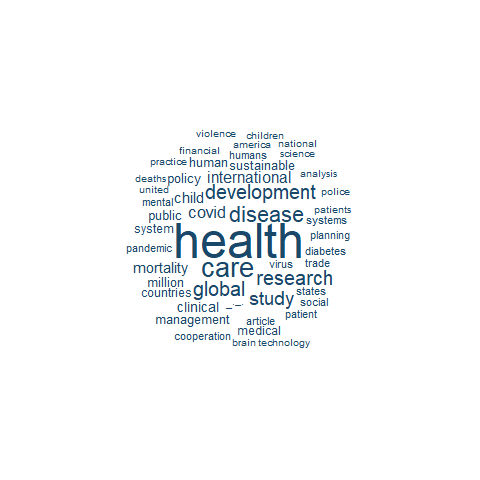 violence children
america national
financial humans science
practice human sustainable
deaths policy international analysis
united child development police
mental
public covid disease patients
system systems
health planning
pandemic diabetes
mortality care virus trade
million research
countries global study states
clinical social
management article patient
medical
cooperation brain technology